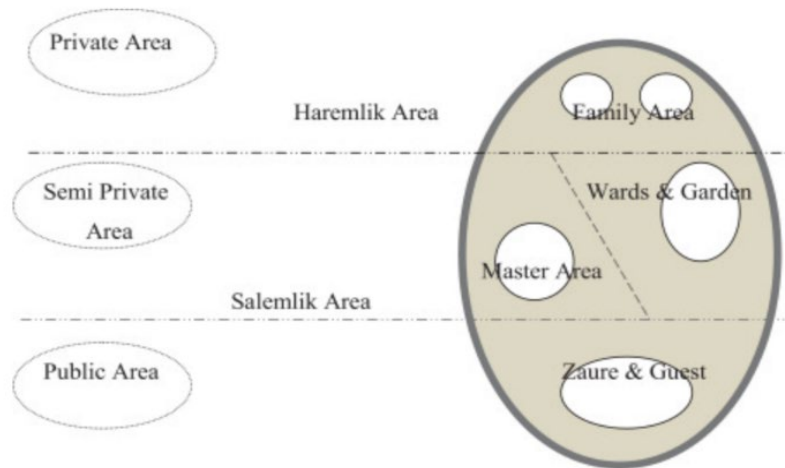 Private Area
Haremlik Area
Family Area
Semi Private
Area
Wards & Garden
Master Area
Salemlik Area
Public Area
Zaure & Guest